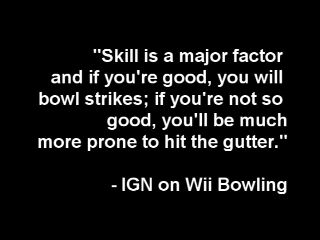 "Skill is a major factor
and if you're good, you will
bowl strikes; if you're not so
good, you'll be much
more prone to hit the gutter."
- IGN on Wii Bowling